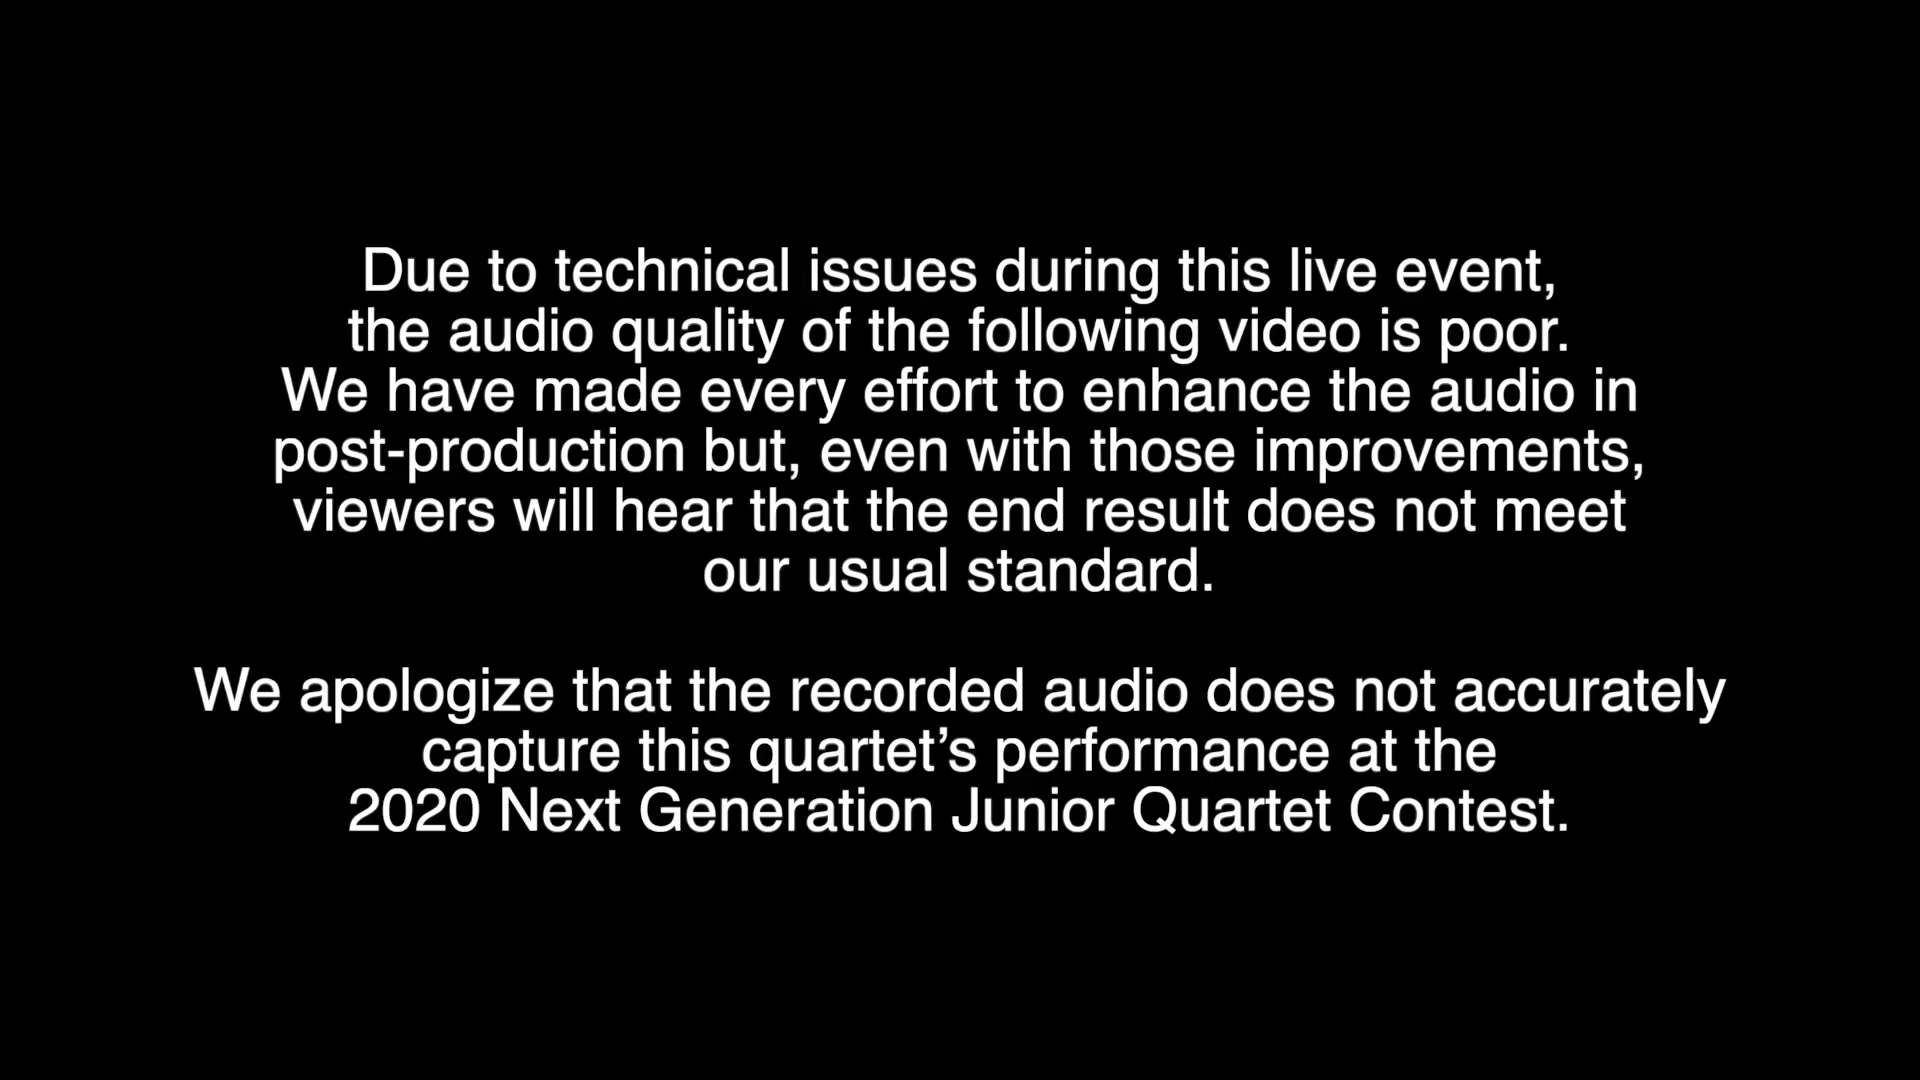 Due to technical issues during this live event,
the audio quality of the following video is poor.
We have made every effort to enhance the audio in
post-production but, even with those improvements,
viewers will hear that the end result does not meet
our usual standard.
We apologize that the recorded audio does not accurately
capture this quartet’s performance at the
2020 Next Generation Junior Quartet Contest.